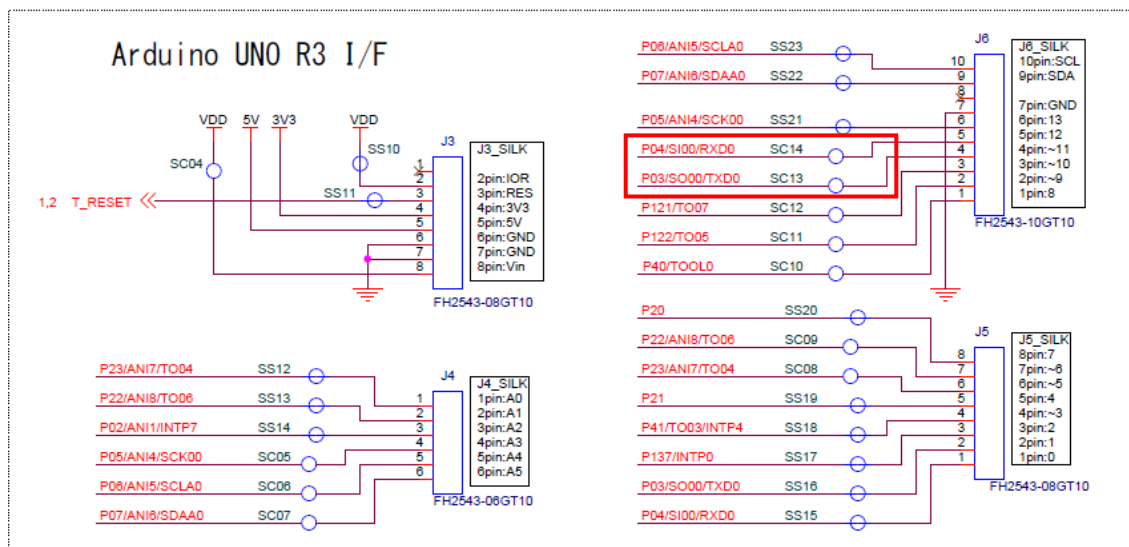 Arduino UNO R3 I/F
VDD
5V
3V3
VDD
SC04
SS10
SS11
1,2 T_RESET
J3
1
2
3
4
5
6
7
8
J3_SILK
2pin:IOR
3pin:RES
4pin:3V3
5pin:5V
6pin:GND
7pin:GND
8pin:Vin
FH2543-08GT10
P23/ANI7/TO04 SS12
P22/ANI8/TO06 SS13
P02/ANI1/INTP7 SS14
P05/ANI4/SCK00 SC05
P06/ANI5/SCLA0 SC06
P07/ANI6/SDAA0 SC07
J4
1
2
3
4
5
6
J4_SILK
1pin:A0
2pin:A1
3pin:A2
4pin:A3
5pin:A4
6pin:A5
FH2543-06GT10
P06/ANI5/SCLA0 SS23
P07/ANI6/SDAA0 SS22
P05/ANI4/SCK00 SS21
P04/SI00/RXD0 SC14
P03/SO00/TXD0 SC13
P121/TO07 SC12
P122/TO05 SC11
P40/TOOL0 SC10
J6
10
9
8
7
6
5
4
3
2
1
J6_SILK
10pin:SCL
9pin:SDA
7pin:GND
6pin:13
5pin:12
4pin:~11
3pin:~10
2pin:~9
1pin:8
FH2543-10GT10
P20 SS20
P22/ANI8/TO06 SC09
P23/ANI7/TO04 SC08
P21 SS19
P41/TO03/INTP4 SS18
P137/INTP0 SS17
P03/SO00/TXD0 SS16
P04/SI00/RXD0 SS15
J5
8
7
6
5
4
3
2
1
J5_SILK
8pin:7
7pin:~6
6pin:~5
5pin:4
4pin:~3
3pin:2
2pin:1
1pin:0
FH2543-08GT10